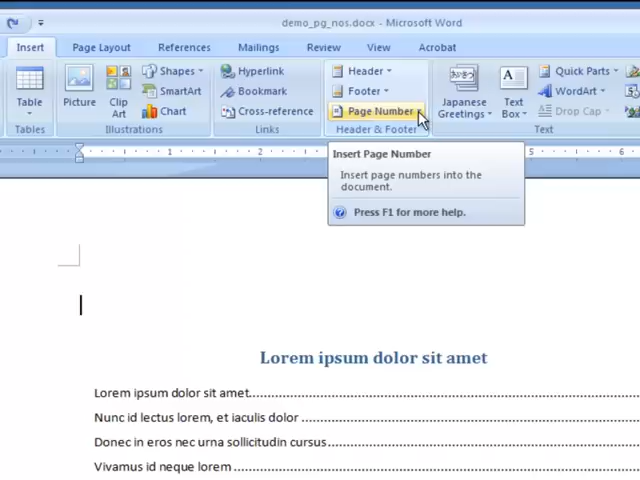 demo_pg_nos.docx - Microsoft Word
Insert Page Layout References Mailings Review View Acrobat
Table Picture Clip Art Shapes SmartArt Chart Hyperlink Bookmark Cross-reference Header Footer Page Number Japanese Greetings Text Box Quick Parts WordArt Drop Cap
Tables Illustrations Links Header & Footer Text
1 2 5 6
Insert Page Number
Insert page numbers into the
document.
Press F1 for more help.
Lorem ipsum dolor sit amet
Lorem ipsum dolor sit amet..............................................................................
Nunc id lectus lorem, et iaculis dolor ....................................................................
Donec in eros nec urna sollicitudin cursus..............................................................
Vivamus id neque lorem ..................................................................................